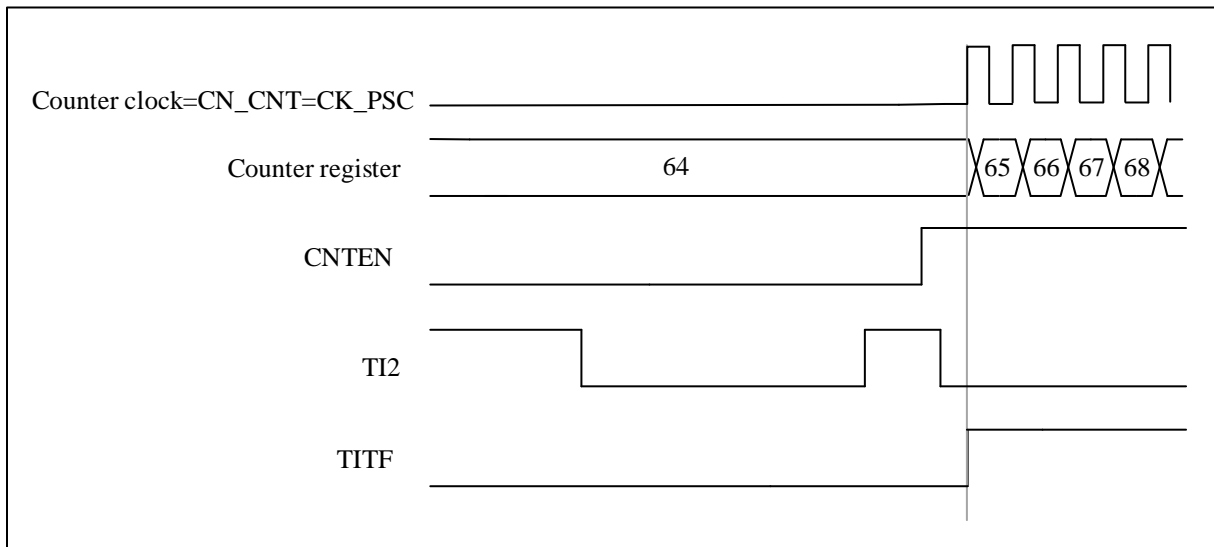 Counter clock=CN_CNT=CK_PSC
Counter register 64 65 66 67 68
CNTEN
TI2
TITF